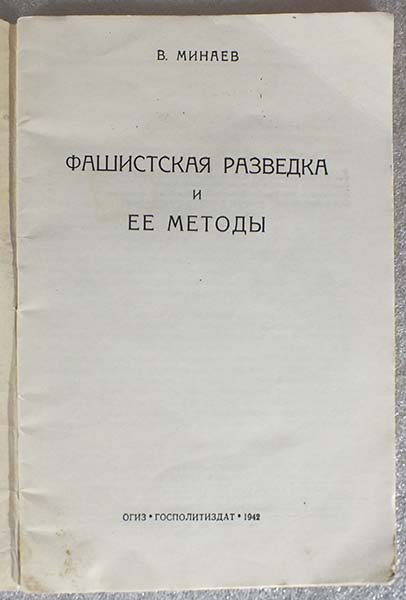 В. МИНАЕВ
ФАШИСТСКАЯ РАЗВЕДКА
И
ЕЕ МЕТОДЫ
ОГИЗ • ГОСПОЛИТИЗДАТ • 1942